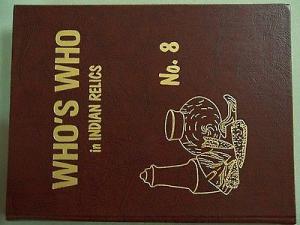 WHO'S WHO
in INDIAN RELICS
No. 8